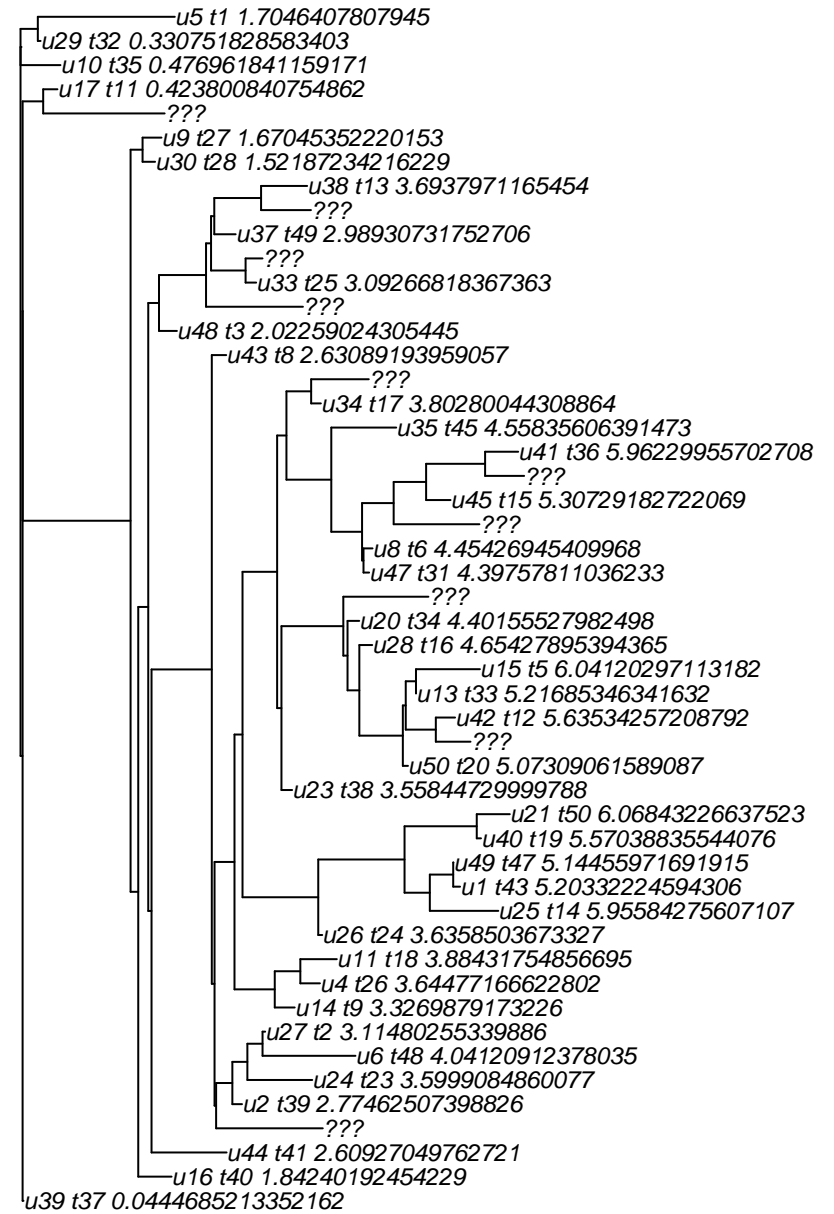 u5 t1 1.7046407807945
u29 t32 0.330751828583403
u10 t35 0.476961841159171
u17 t11 0.423800840754862
???
u9 t27 1.67045352220153
u30 t28 1.52187234216229
u38 t13 3.6937971165454
???
u37 t49 2.98930731752706
???
u33 t25 3.09266818367363
???
u48 t3 2.02259024305445
u43 t8 2.63089193959057
???
u34 t17 3.80280044308864
u35 t45 4.55835606391473
u41 t36 5.96229955702708
???
u45 t15 5.30729182722069
???
u8 t6 4.45426945409968
u47 t31 4.39757811036233
???
u20 t34 4.40155527982498
u28 t16 4.65427895394365
u15 t5 6.04120297113182
u13 t33 5.21685346341632
u42 t12 5.63534257208792
???
u50 t20 5.07309061589087
u23 t38 3.55844729999788
u21 t50 6.06843226637523
u40 t19 5.57038835544076
u49 t47 5.14455971691915
u1 t43 5.20332224594306
u25 t14 5.95584275607107
u26 t24 3.6358503673327
u11 t18 3.88431754856695
u4 t26 3.64477166622802
u14 t9 3.3269879173226
u27 t2 3.11480255339886
u6 t48 4.04120912378035
u24 t23 3.5999084860077
u2 t39 2.77462507398826
???
u44 t41 2.60927049762721
u16 t40 1.84240192454229
u39 t37 0.0444685213352162